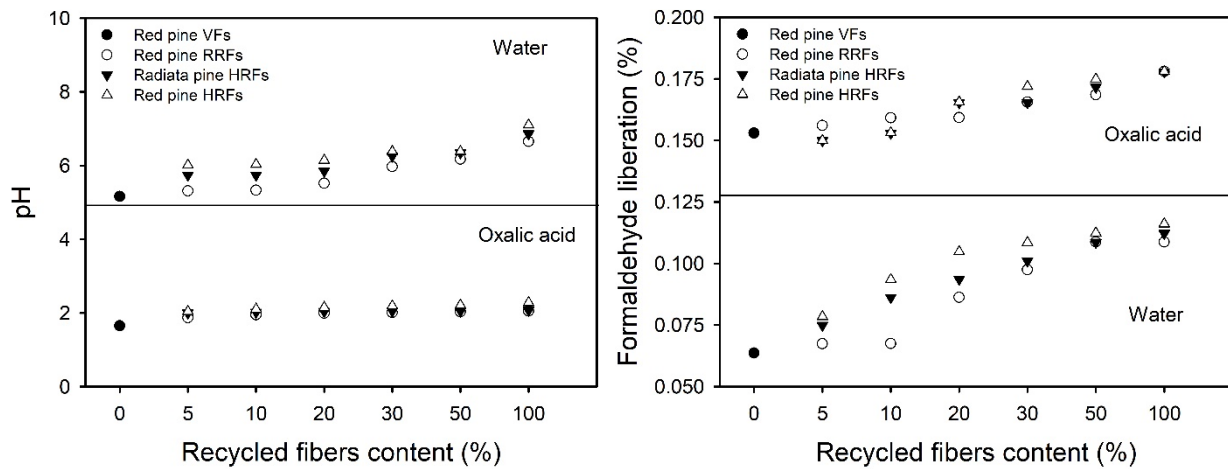 10
8
6
4
2
0
pH
Red pine VFs
Red pine RRFs
Radiata pine HRFs
Red pine HRFs
Water
Oxalic acid
0 5 10 20 30 50 100
Recycled fibers content (%)
0.200
0.175
0.150
0.125
0.100
0.075
0.050
Formaldehyde liberation (%)
Red pine VFs
Red pine RRFs
Radiata pine HRFs
Red pine HRFs
Oxalic acid
Water
0 5 10 20 30 50 100
Recycled fibers content (%)